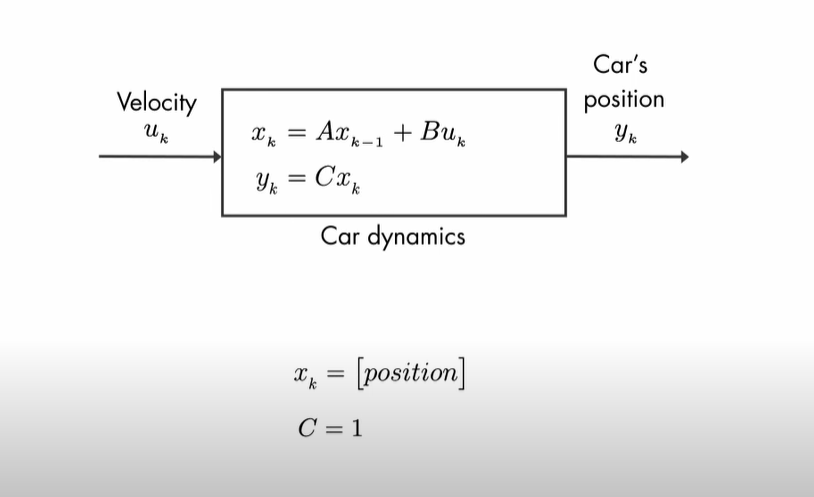 Velocity
u_k
x_k = Ax_{k-1} + Bu_k
y_k = Cx_k
Car dynamics
Car's
position
y_k
x_k = [position]
C = 1